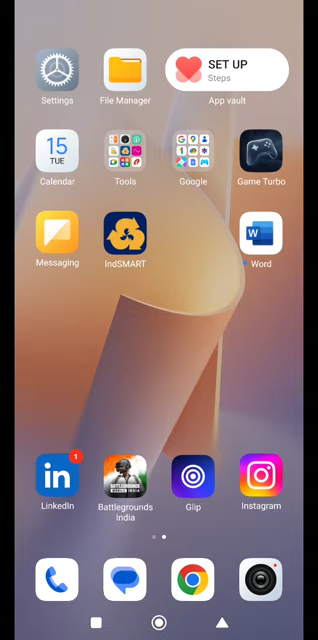 SET UP
Steps
Settings
File Manager
App vault
15
TUE
Calendar
Tools
Google
Game Turbo
Messaging
IndSMART
W
Word
in
1
BATTLEGROUNDS
MOBILE INDIA
LinkedIn
Battlegrounds
India
Glip
Instagram